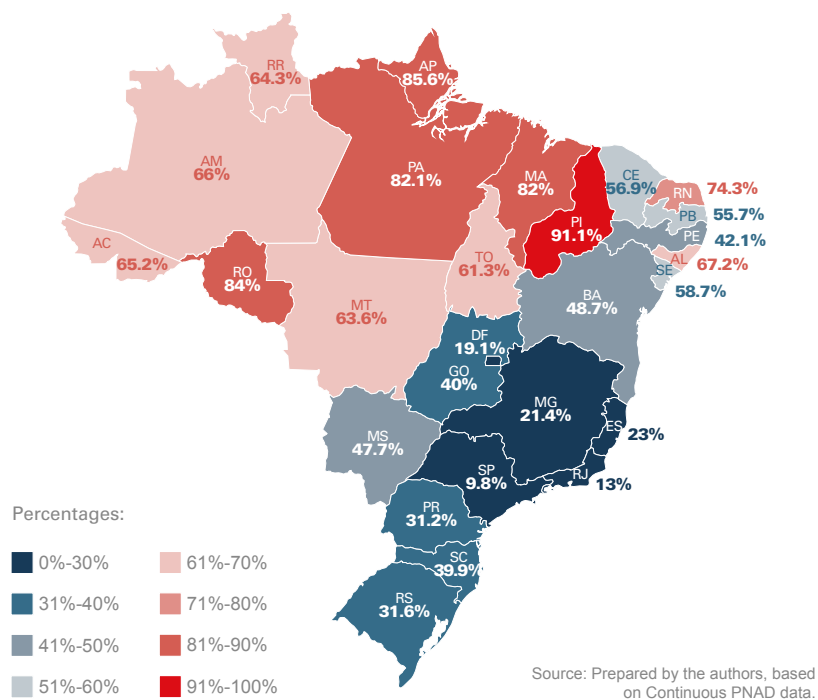 RR
64.3%
AP
85.6%
AM
66%
PA
82.1%
MA
82%
CE
56.9%
RN
74.3%
PB
55.7%
PI
91.1%
PE
42.1%
AC
65.2%
TO
61.3%
AL
67.2%
SE
58.7%
RO
84%
MT
63.6%
BA
48.7%
DF
19.1%
GO
40%
MG
21.4%
ES
23%
MS
47.7%
SP
9.8%
RJ
13%
PR
31.2%
SC
39.9%
RS
31.6%
Percentages:
0%-30%
31%-40%
41%-50%
51%-60%
61%-70%
71%-80%
81%-90%
91%-100%
Source: Prepared by the authors, based
on Continuous PNAD data.